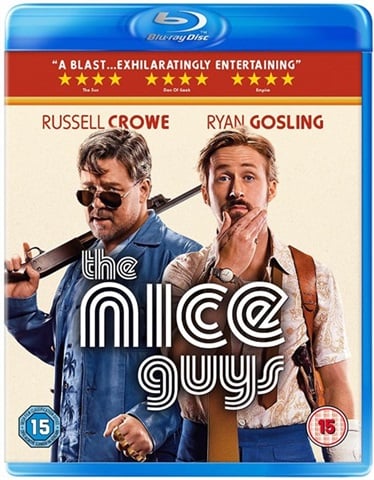 Blu-ray Disc
"A BLAST...EXHILARATINGLY ENTERTAINING"
The Sun Den Of Geek Empire
RUSSELL CROWE RYAN GOSLING
the
nice
guys
15 15